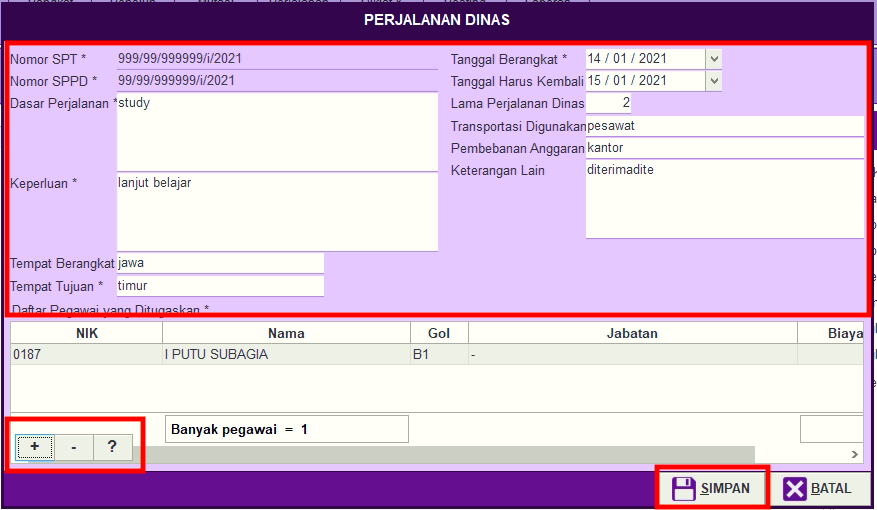 PERJALANAN DINAS
Nomor SPT * 999/99/999999/i/2021
Nomor SPPD * 99/99/999999/i/2021
Dasar Perjalanan * study
Keperluan * lanjut belajar
Tempat Berangkat jawa
Tempat Tujuan * timur
Tanggal Berangkat * 14 / 01 / 2021
Tanggal Harus Kembali 15 / 01 / 2021
Lama Perjalanan Dinas 2
Transportasi Digunakan pesawat
Pembebanan Anggaran kantor
Keterangan Lain diterimadite
Daftar Pegawai yang Ditugaskan *
NIK Nama Gol Jabatan Biaya
0187 I PUTU SUBAGIA B1 -
Banyak pegawai = 1
+ - ?
SIMPAN BATAL